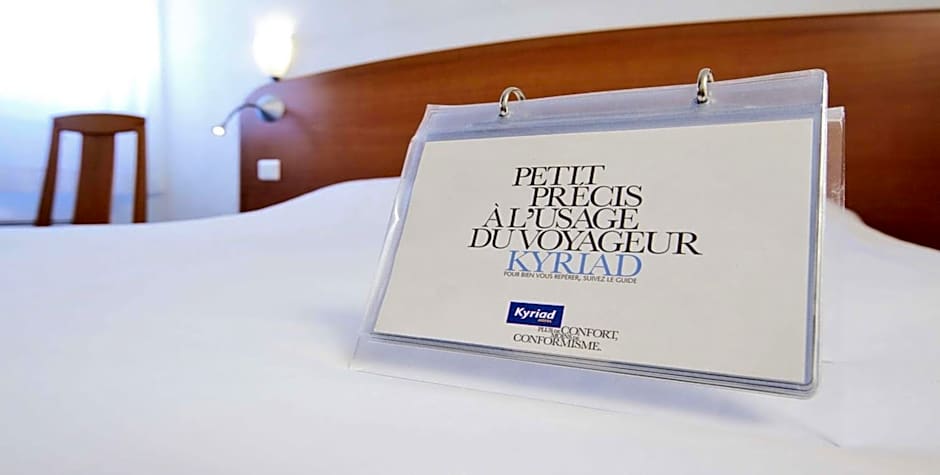 PETIT
PRÉCIS
À L'USAGE
DU VOYAGEUR
KYRIAD
POUR BIEN VOUS REPÉRER, SUIVEZ LE GUIDE
Kyriad
HOTELS
PLUS DE CONFORT,
MOINS DE
CONFORMISME.